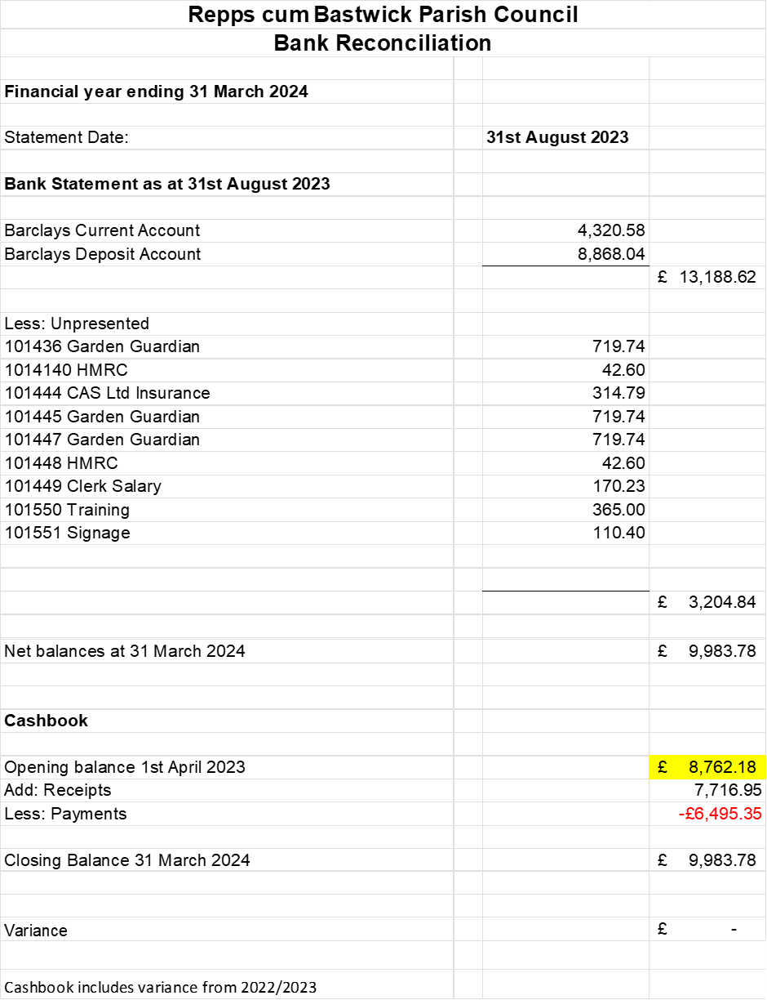 Repps cum Bastwick Parish Council
Bank Reconciliation
Financial year ending 31 March 2024
Statement Date: 31st August 2023
Bank Statement as at 31st August 2023
Barclays Current Account 4,320.58
Barclays Deposit Account 8,868.04
£ 13,188.62
Less: Unpresented
101436 Garden Guardian 719.74
1014140 HMRC 42.60
101444 CAS Ltd Insurance 314.79
101445 Garden Guardian 719.74
101447 Garden Guardian 719.74
101448 HMRC 42.60
101449 Clerk Salary 170.23
101550 Training 365.00
101551 Signage 110.40
£ 3,204.84
Net balances at 31 March 2024 £ 9,983.78
Cashbook
Opening balance 1st April 2023 £ 8,762.18
Add: Receipts 7,716.95
Less: Payments -£6,495.35
Closing Balance 31 March 2024 £ 9,983.78
Variance £ -
Cashbook includes variance from 2022/2023